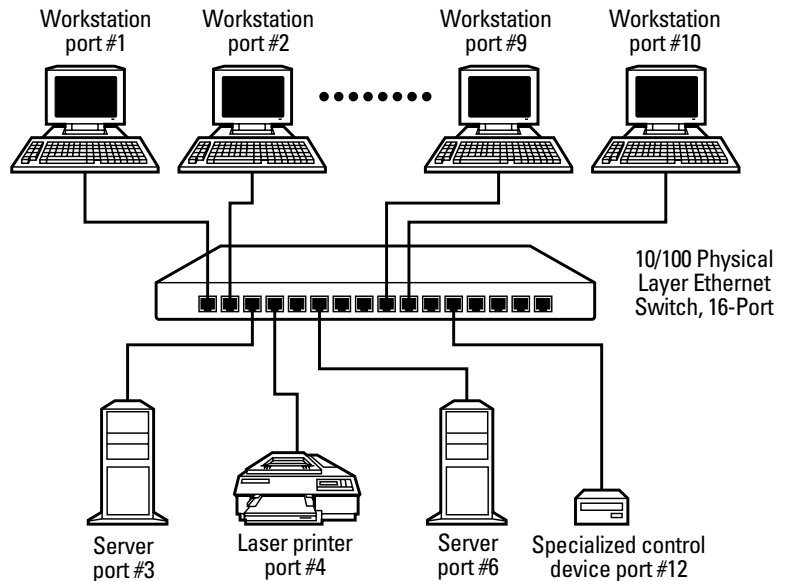 Workstation
port #1
Workstation
port #2
Workstation
port #9
Workstation
port #10
10/100 Physical
Layer Ethernet
Switch, 16-Port
Server
port #3
Laser printer
port #4
Server
port #6
Specialized control
device port #12